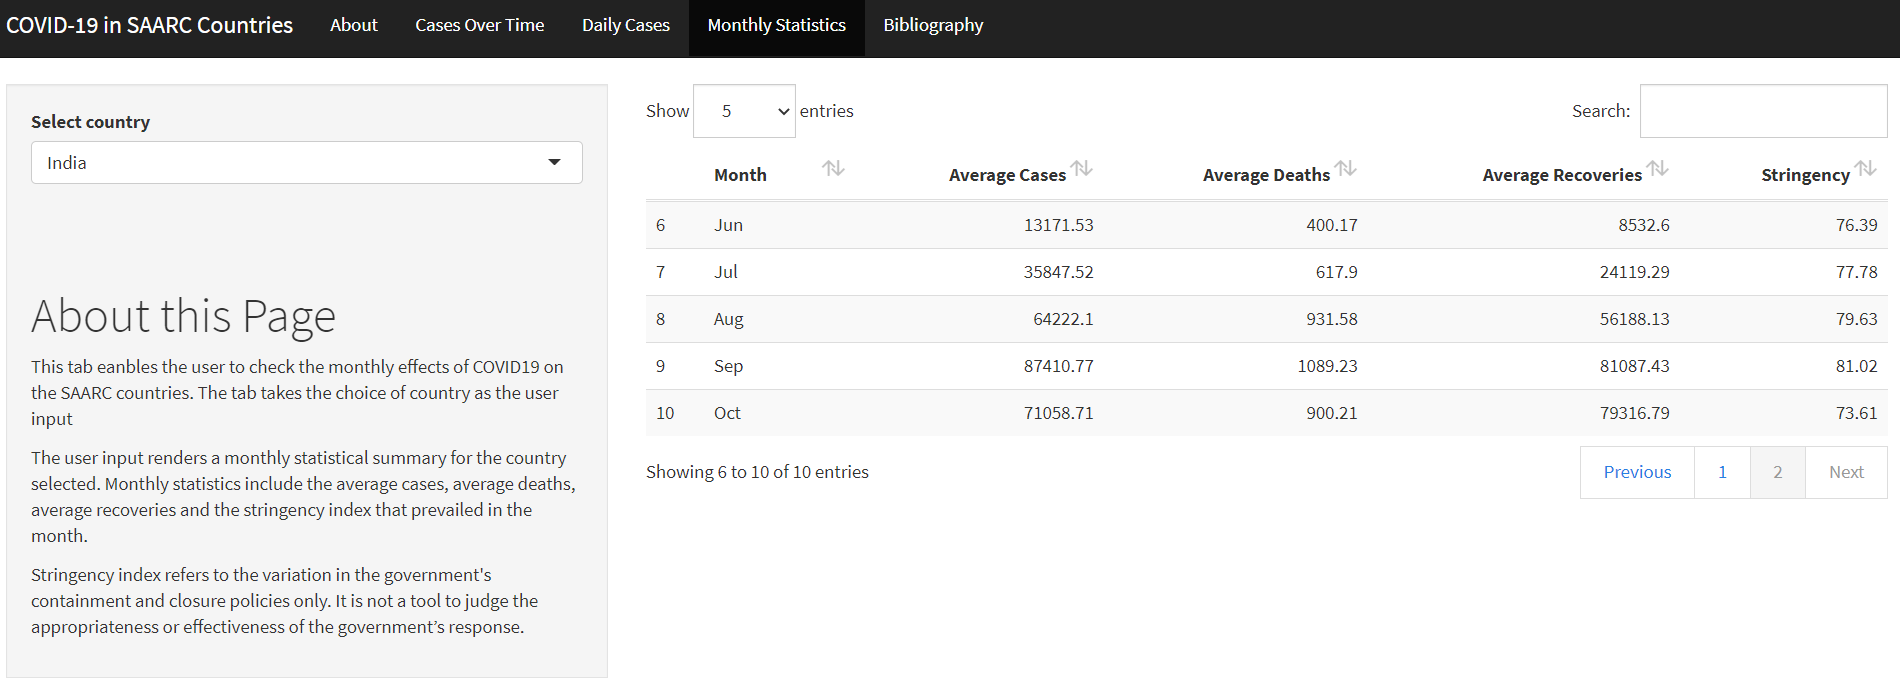 COVID-19 in SAARC Countries About Cases Over Time Daily Cases Monthly Statistics Bibliography
Select country
India
About this Page
This tab eanbles the user to check the monthly effects of COVID19 on
the SAARC countries. The tab takes the choice of country as the user
input
The user input renders a monthly statistical summary for the country
selected. Monthly statistics include the average cases, average deaths,
average recoveries and the stringency index that prevailed in the
month.
Stringency index refers to the variation in the government's
containment and closure policies only. It is not a tool to judge the
appropriateness or effectiveness of the government’s response.
Show 5 entries Search:
Month Average Cases Average Deaths Average Recoveries Stringency
6 Jun 13171.53 400.17 8532.6 76.39
7 Jul 35847.52 617.9 24119.29 77.78
8 Aug 64222.1 931.58 56188.13 79.63
9 Sep 87410.77 1089.23 81087.43 81.02
10 Oct 71058.71 900.21 79316.79 73.61
Showing 6 to 10 of 10 entries Previous 1 2 Next